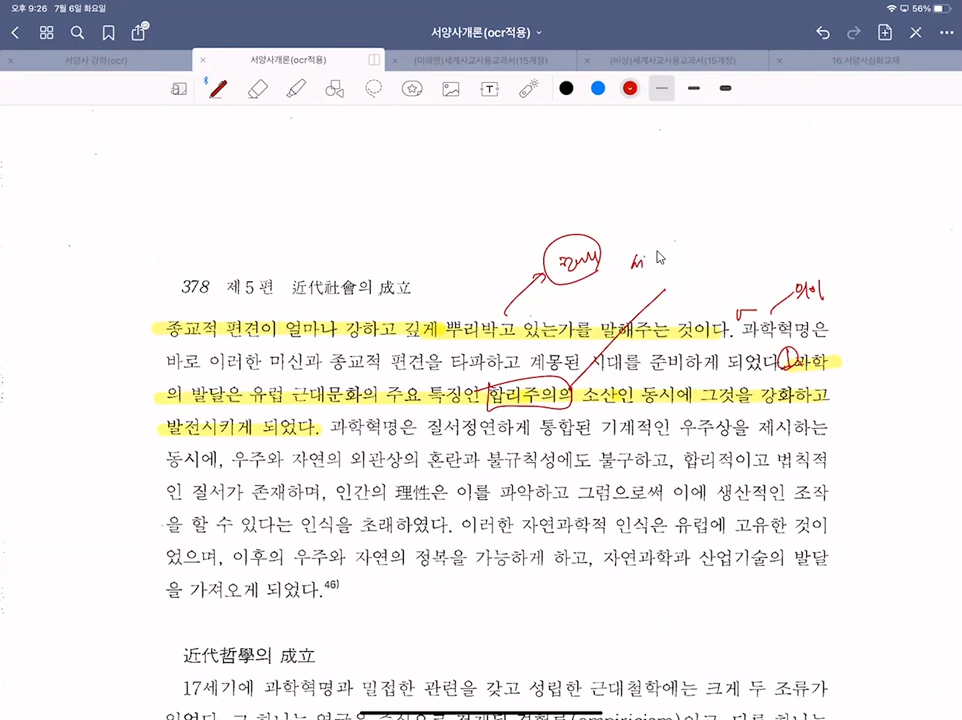 오후 9:26 7월 6일 화요일
56%
서양사개론(ocr적용)
서양사 강좌(ocr)
서양사개론(ocr적용)
(미래엔)세계사교사용교과서(15개정)
(비상)세계사교사용교과서(15개정)
16.서양사심화교재
378 제5편 近代社會의 成立
의의
종교적 편견이 얼마나 강하고 깊게 뿌리박고 있는가를 말해주는 것이다. 과학혁명은
바로 이러한 미신과 종교적 편견을 타파하고 계몽된 시대를 준비하게 되었다. ① 과학
의 발달은 유럽 근대문화의 주요 특징인 합리주의의 소산인 동시에 그것을 강화하고
발전시키게 되었다. 과학혁명은 질서정연하게 통합된 기계적인 우주상을 제시하는
동시에, 우주와 자연의 외관상의 혼란과 불규칙성에도 불구하고, 합리적이고 법칙적
인 질서가 존재하며, 인간의 理性은 이를 파악하고 그럼으로써 이에 생산적인 조작
을 할 수 있다는 인식을 초래하였다. 이러한 자연과학적 인식은 유럽에 고유한 것이
었으며, 이후의 우주와 자연의 정복을 가능하게 하고, 자연과학과 산업기술의 발달
을 가져오게 되었다.46)
近代哲學의 成立
17세기에 과학혁명과 밀접한 관련을 갖고 성립한 근대철학에는 크게 두 조류가